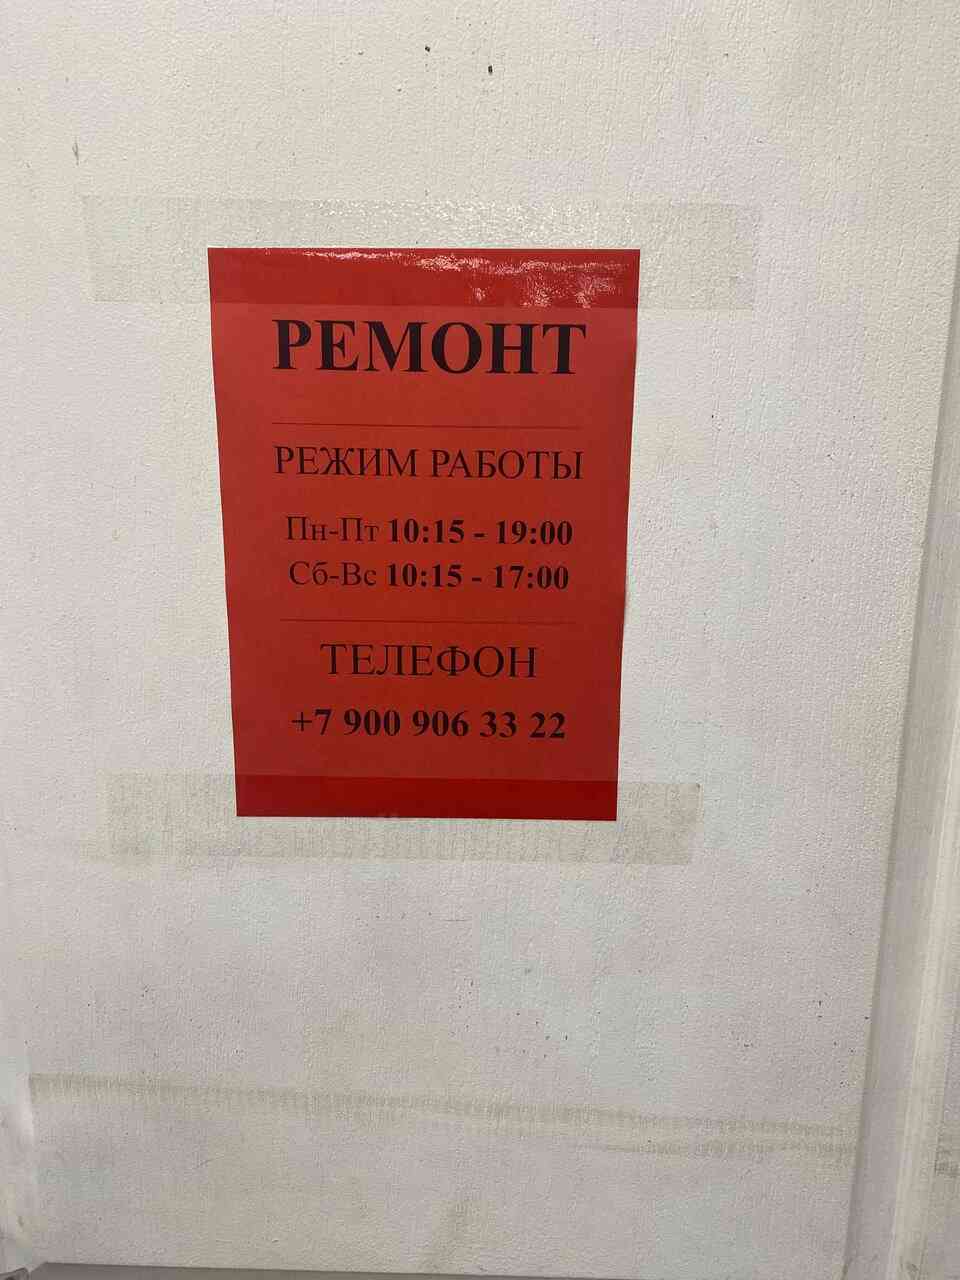 РЕМОНТ
РЕЖИМ РАБОТЫ
Пн-Пт 10:15 - 19:00
Сб-Вс 10:15 - 17:00
ТЕЛЕФОН
+7 900 906 33 22